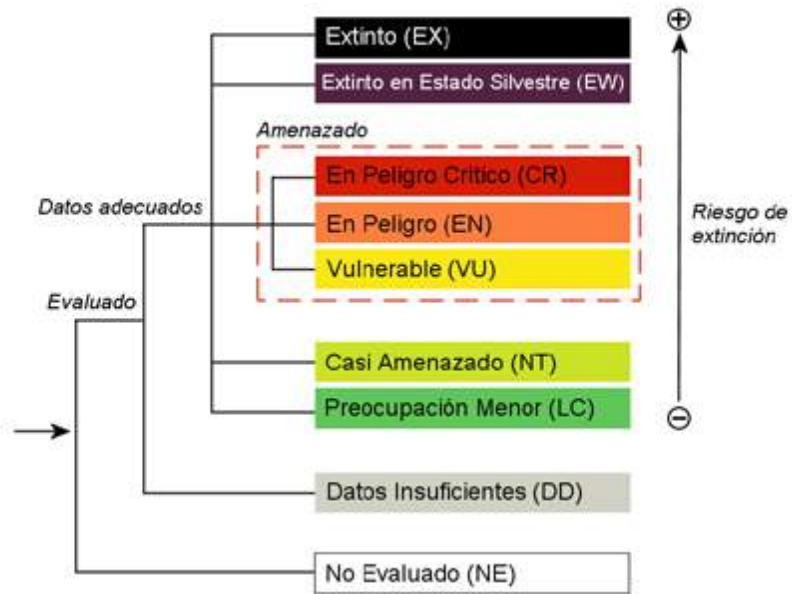 Extinto (EX)
Extinto en Estado Silvestre (EW)
Amenazado
En Peligro Crítico (CR)
Datos adecuados
En Peligro (EN)
Riesgo de
extinción
Vulnerable (VU)
Evaluado
Casi Amenazado (NT)
Preocupación Menor (LC)
Datos Insuficientes (DD)
No Evaluado (NE)